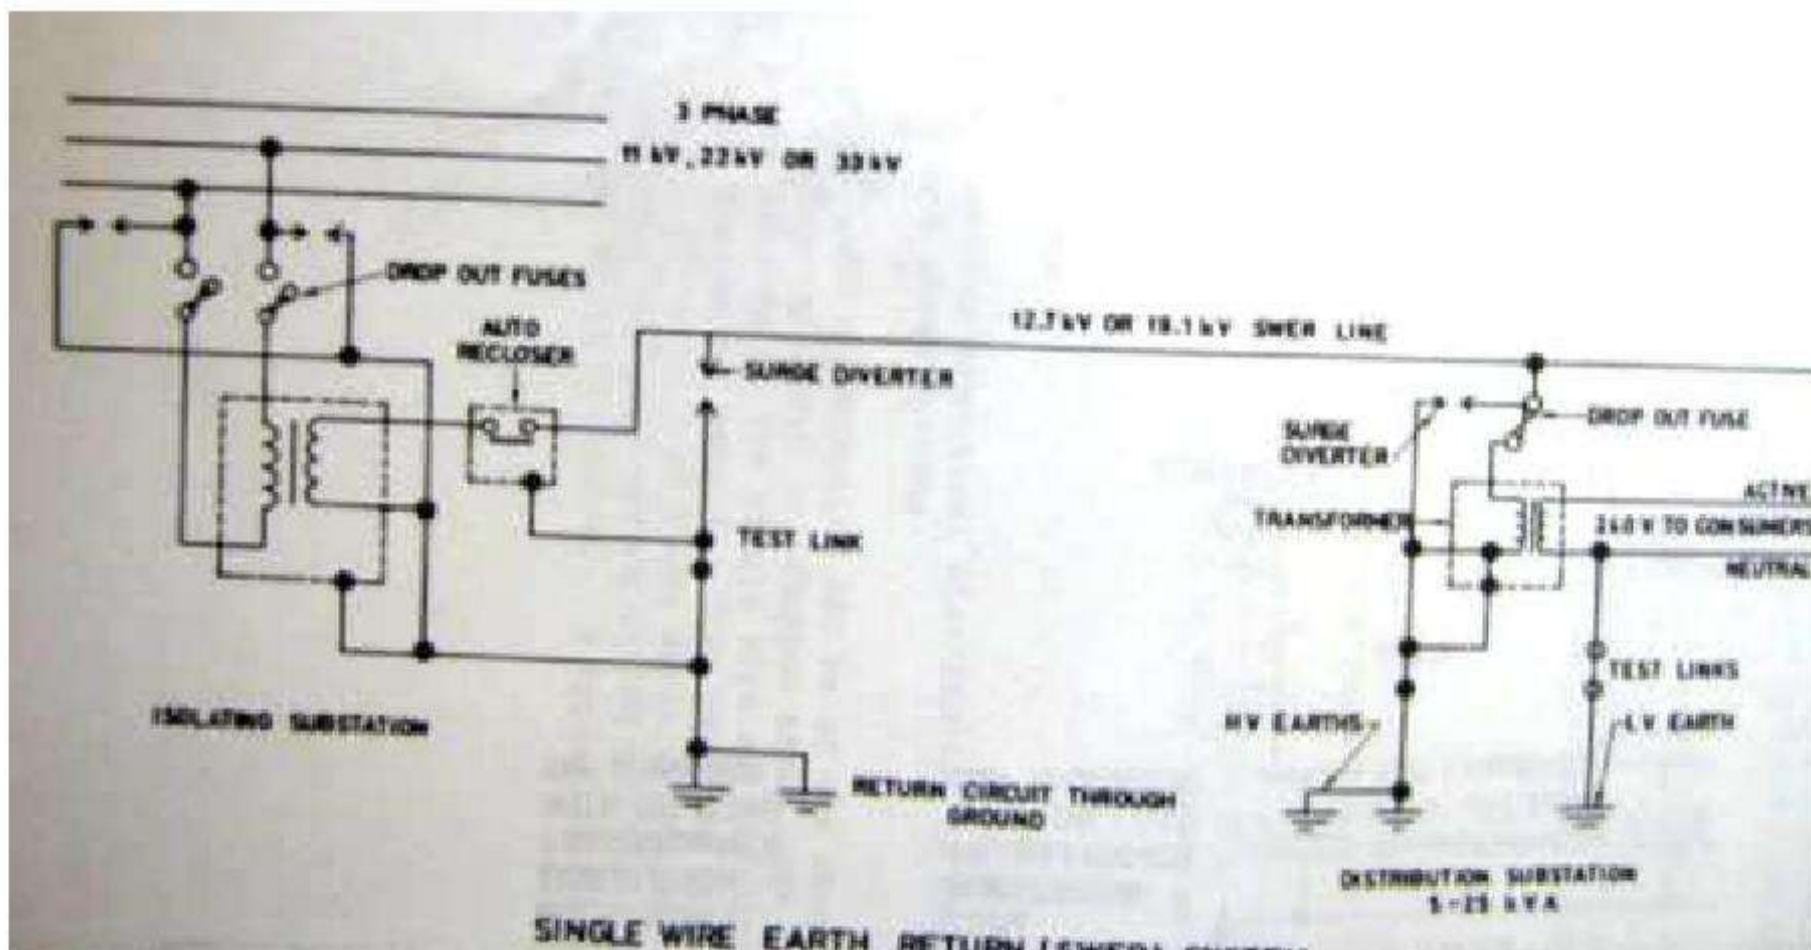 3 PHASE
11 kV, 22 kV OR 33 kV
DROP OUT FUSES
AUTO
RECLOSER
12.7 kV OR 19.1 kV SWER LINE
SURGE DIVERTER
DROP OUT FUSE
SURGE
DIVERTER
ACTIVE
TRANSFORMER
240 V TO CONSUMERS
TEST LINK
NEUTRAL
TEST LINKS
ISOLATING SUBSTATION
HV EARTHS
LV EARTH
RETURN CIRCUIT THROUGH
GROUND
DISTRIBUTION SUBSTATION
5-25 kVA
SINGLE WIRE EARTH RETURN (SWER) SYSTEM